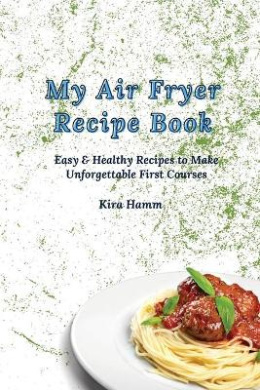 My Air Fryer
Recipe Book
Easy & Healthy Recipes to Make
Unforgettable First Courses
Kira Hamm